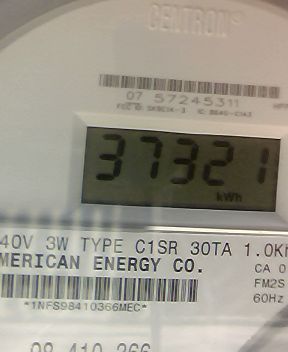 CENTRON®
07 57245311
37321
kWh
40V 3W TYPE C1SR 30TA 1.0K
MERICAN ENERGY CO.
CA 0
FM2S
60Hz
*1NFS98410366MEC*
98 410 366